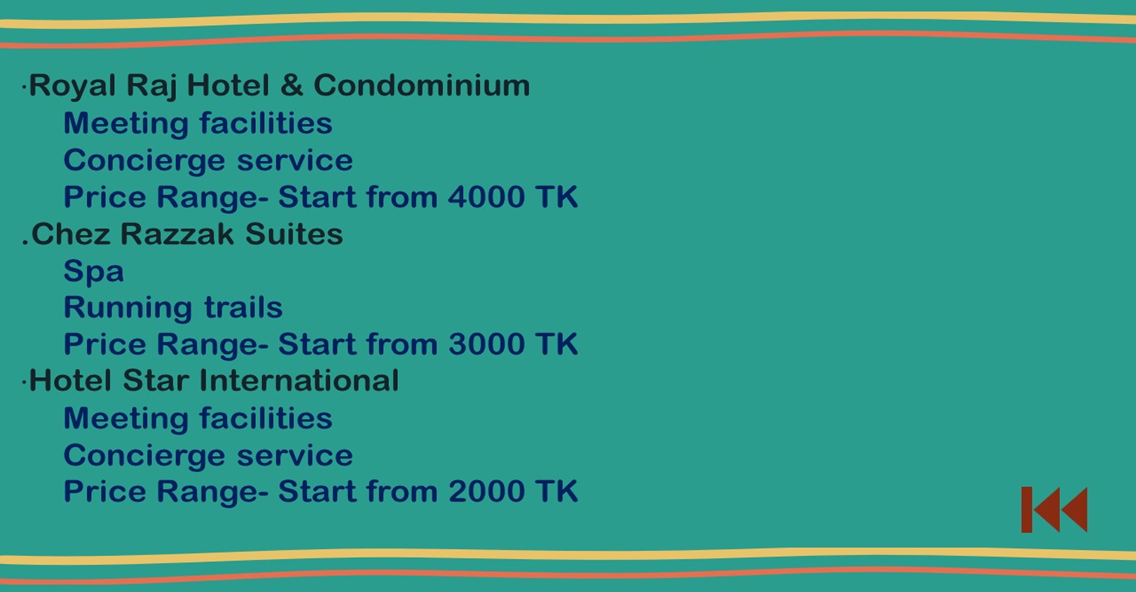 ·Royal Raj Hotel & Condominium
Meeting facilities
Concierge service
Price Range- Start from 4000 TK
.Chez Razzak Suites
Spa
Running trails
Price Range- Start from 3000 TK
·Hotel Star International
Meeting facilities
Concierge service
Price Range- Start from 2000 TK